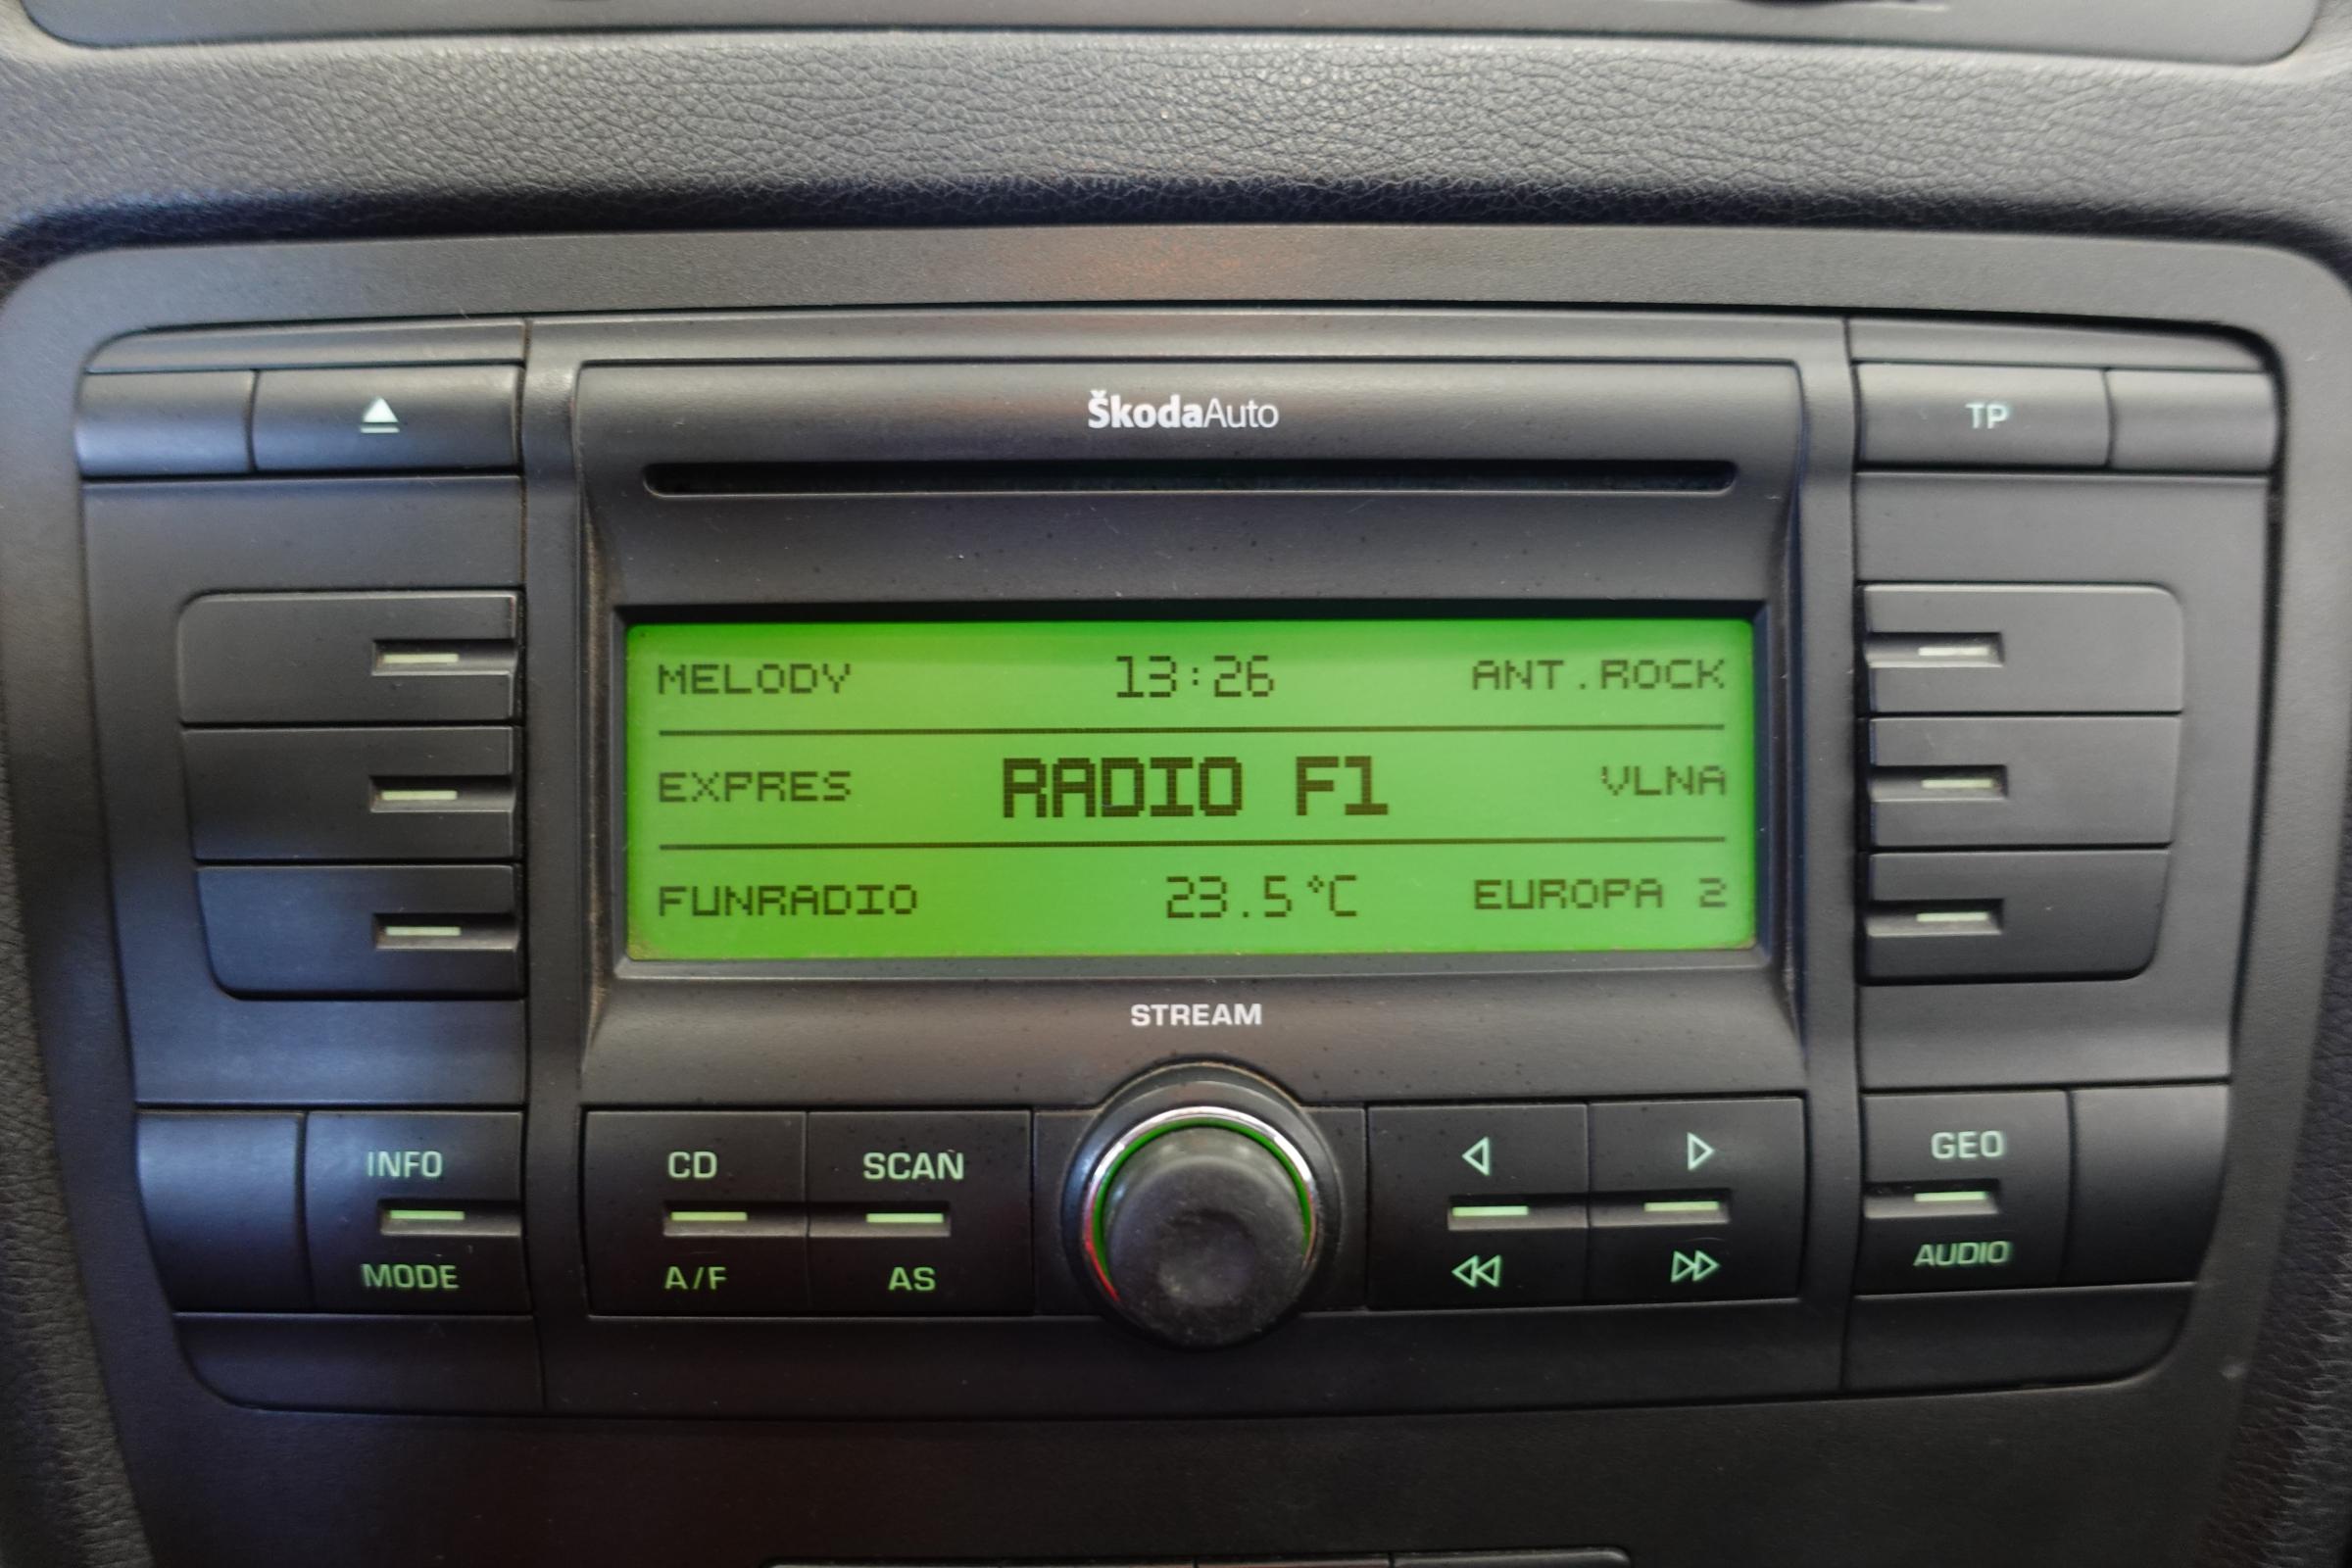 ŠkodaAuto
TP
MELODY 13:26 ANT.ROCK
EXPRES RADIO F1 VLNA
FUNRADIO 23.5°C EUROPA 2
STREAM
INFO CD SCAN GEO
MODE A/F AS AUDIO